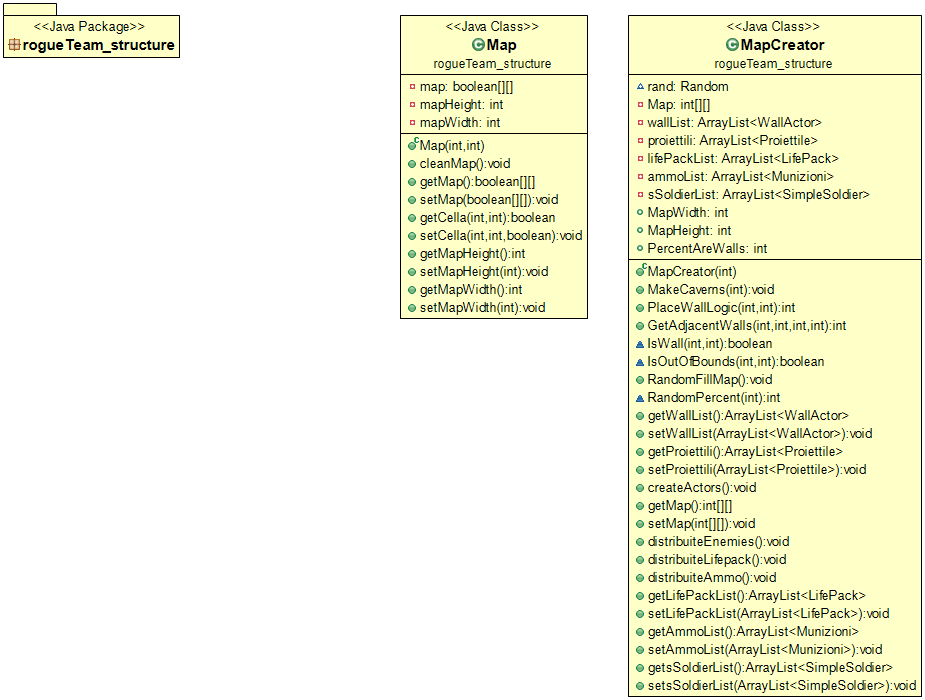 <<Java Package>>
rogueTeam_structure
<<Java Class>>
Map
rogueTeam_structure
map: boolean[][]
mapHeight: int
mapWidth: int
Map(int,int)
cleanMap():void
getMap():boolean[][]
setMap(boolean[][]):void
getCella(int,int):boolean
setCella(int,int,boolean):void
getMapHeight():int
setMapHeight(int):void
getMapWidth():int
setMapWidth(int):void
<<Java Class>>
MapCreator
rogueTeam_structure
rand: Random
Map: int[][]
wallList: ArrayList<WallActor>
proiettili: ArrayList<Proiettile>
lifePackList: ArrayList<LifePack>
ammoList: ArrayList<Munizioni>
sSoldierList: ArrayList<SimpleSoldier>
MapWidth: int
MapHeight: int
PercentAreWalls: int
MapCreator(int)
MakeCaverns(int):void
PlaceWallLogic(int,int):int
GetAdjacentWalls(int,int,int,int):int
IsWall(int,int):boolean
IsOutOfBounds(int,int):boolean
RandomFillMap():void
RandomPercent(int):int
getWallList():ArrayList<WallActor>
setWallList(ArrayList<WallActor>):void
getProiettili():ArrayList<Proiettile>
setProiettili(ArrayList<Proiettile>):void
createActors():void
getMap():int[][]
setMap(int[][]):void
distribuiteEnemies():void
distribuiteLifepack():void
distribuiteAmmo():void
getLifePackList():ArrayList<LifePack>
setLifePackList(ArrayList<LifePack>):void
getAmmoList():ArrayList<Munizioni>
setAmmoList(ArrayList<Munizioni>):void
getsSoldierList():ArrayList<SimpleSoldier>
setsSoldierList(ArrayList<SimpleSoldier>):void